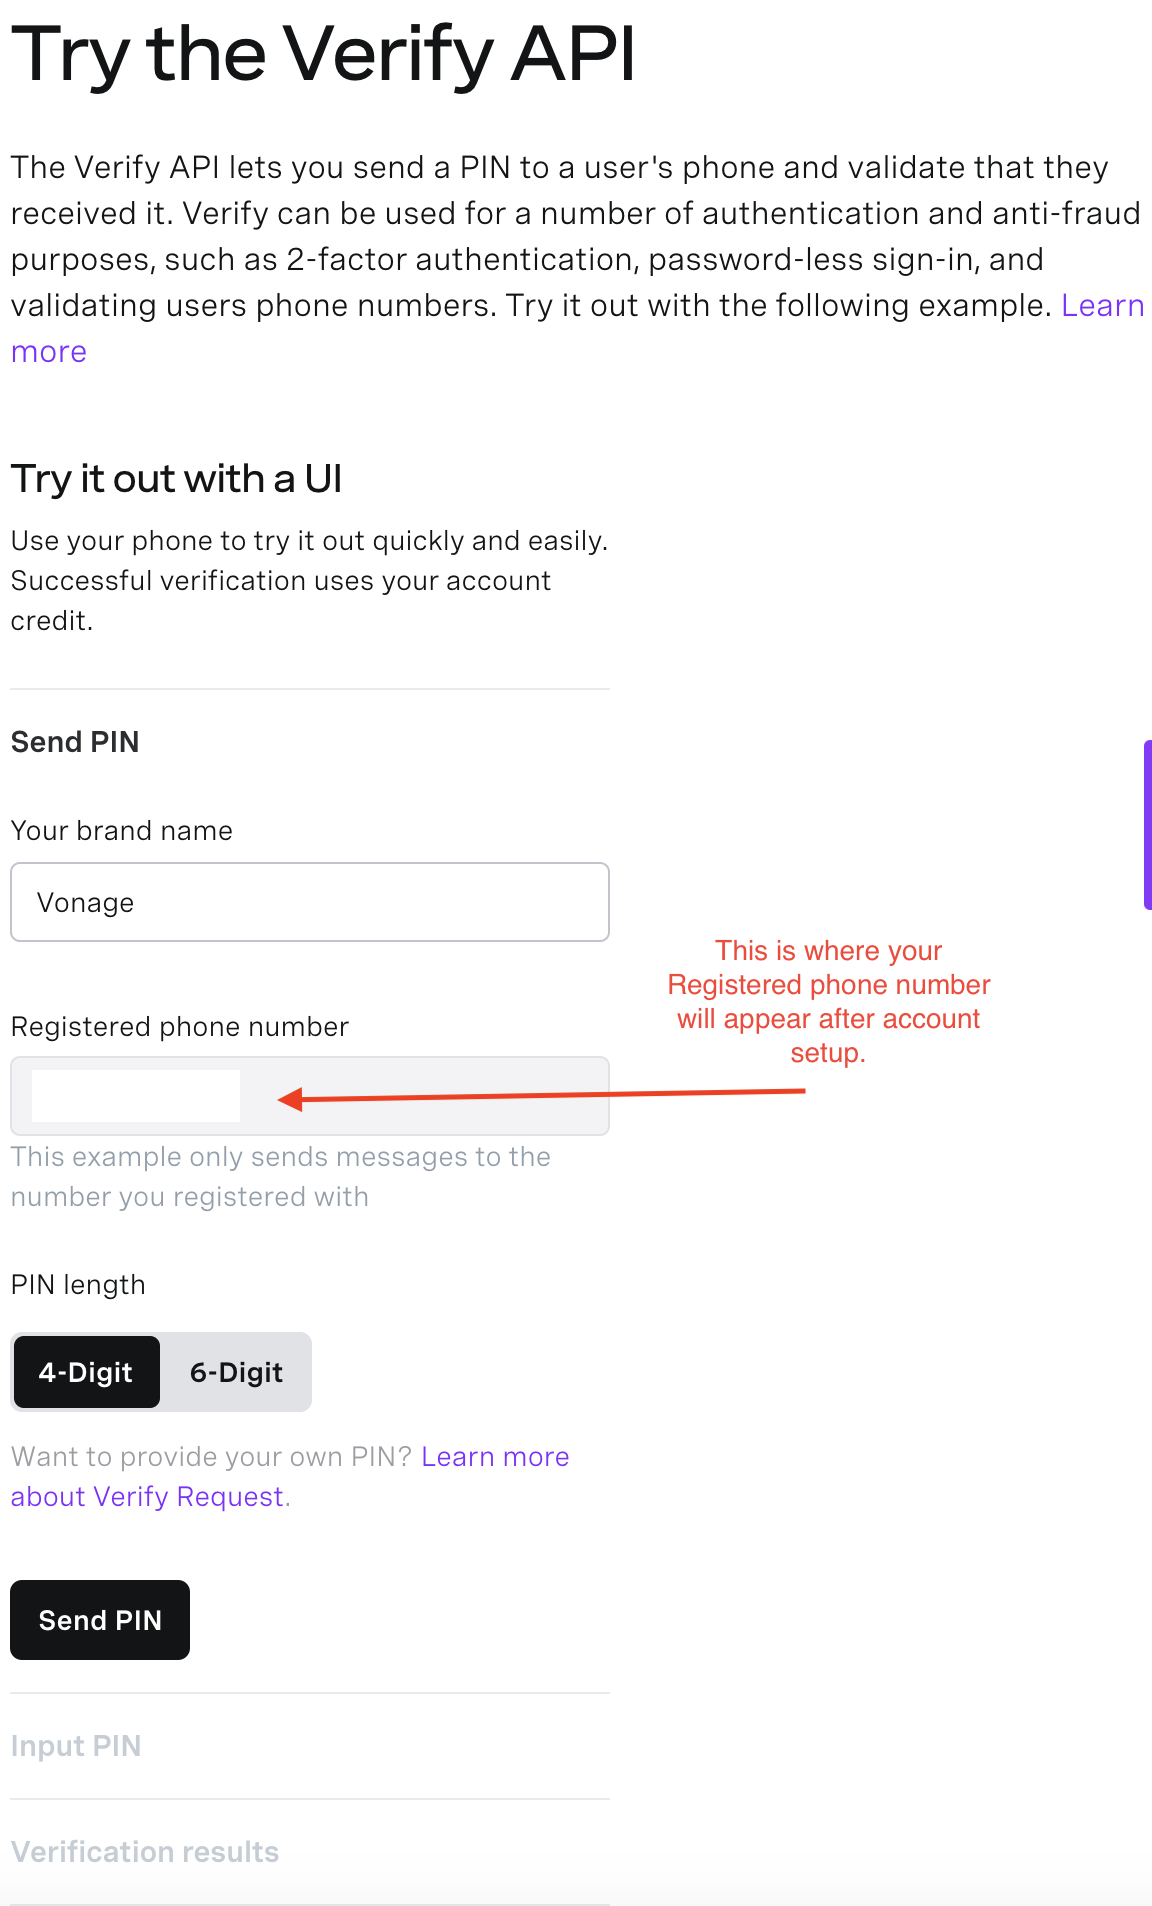 Try the Verify API
The Verify API lets you send a PIN to a user's phone and validate that they
received it. Verify can be used for a number of authentication and anti-fraud
purposes, such as 2-factor authentication, password-less sign-in, and
validating users phone numbers. Try it out with the following example. Learn
more
Try it out with a UI
Use your phone to try it out quickly and easily.
Successful verification uses your account
credit.
Send PIN
Your brand name
Vonage
This is where your
Registered phone number
will appear after account
setup.
Registered phone number
This example only sends messages to the
number you registered with
PIN length
4-Digit 6-Digit
Want to provide your own PIN? Learn more
about Verify Request.
Send PIN
Input PIN
Verification results